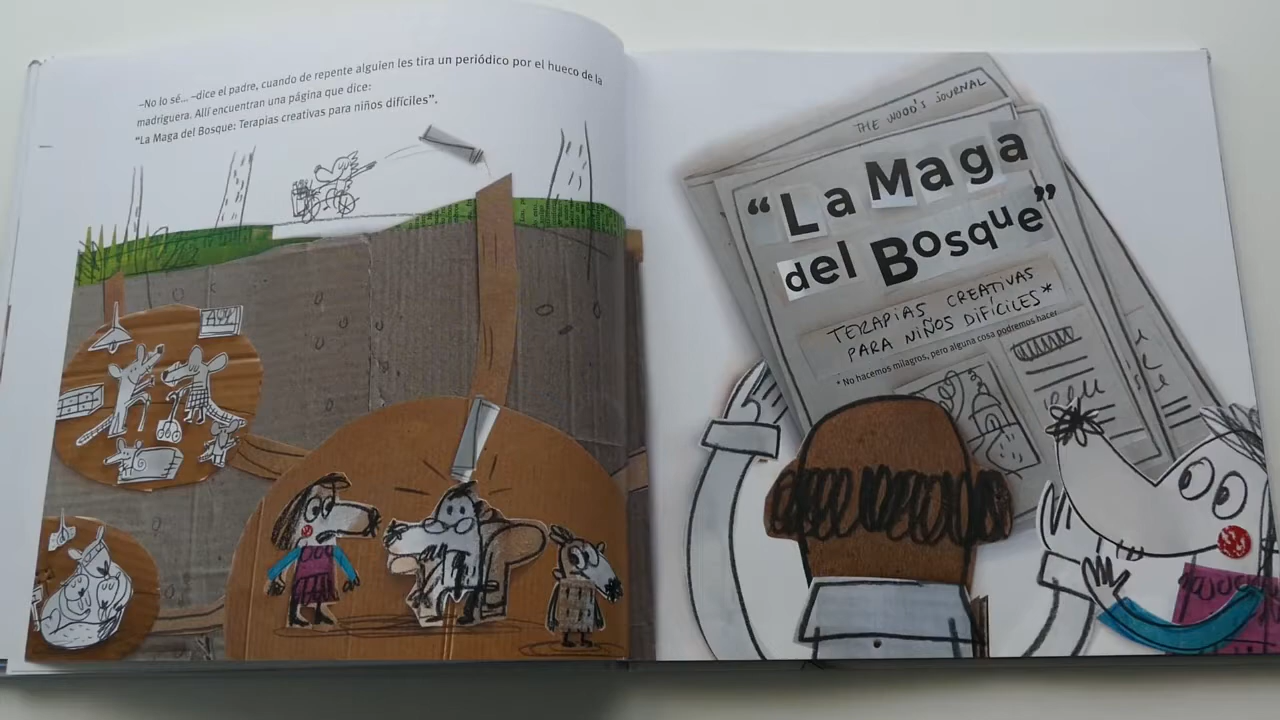 –No lo sé... –dice el padre, cuando de repente alguien les tira un periódico por el hueco de la
madriguera. Allí encuentran una página que dice:
“La Maga del Bosque: Terapias creativas para niños difíciles”.
THE WOOD'S JOURNAL
“La Maga
del Bosque”
TERAPIAS CREATIVAS
PARA NIÑOS DIFÍCILES*
* No hacemos milagros, pero alguna cosa podremos hacer